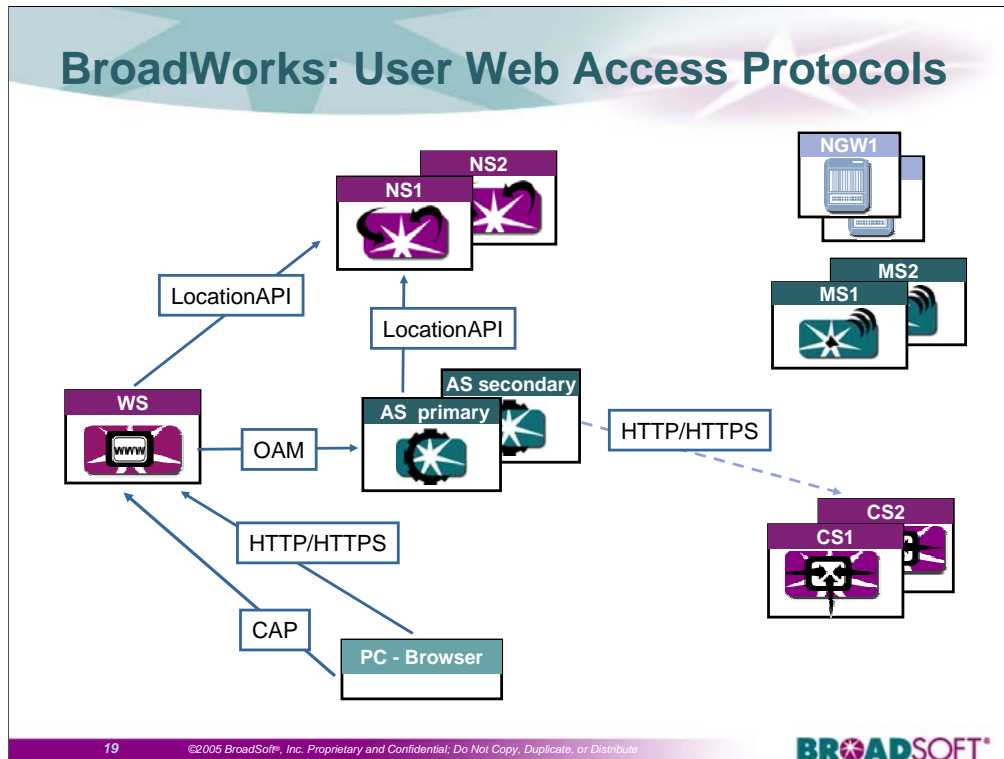 BroadWorks: User Web Access Protocols
NGW1
NS2
NS1
MS2
MS1
LocationAPI
LocationAPI
AS secondary
AS primary
WS
www
OAM
HTTP/HTTPS
CS2
CS1
HTTP/HTTPS
CAP
PC - Browser
19
©2005 BroadSoft®, Inc. Proprietary and Confidential; Do Not Copy, Duplicate, or Distribute
BROADSOFT®